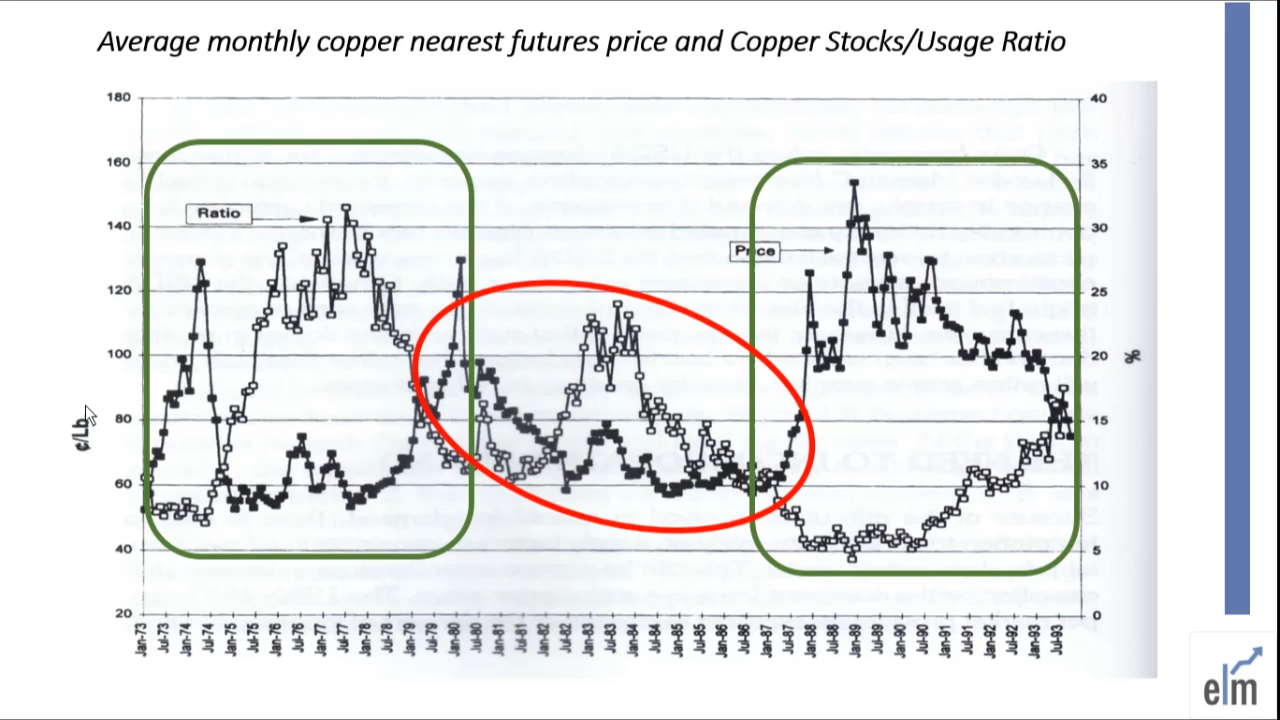 Average monthly copper nearest futures price and Copper Stocks/Usage Ratio
180
160
140
120
100
80
60
40
20
¢/Lb
40
35
30
25
20
15
10
5
0
%
Ratio
Price
Jan-73
Jul-73
Jan-74
Jul-74
Jan-75
Jul-75
Jan-76
Jul-76
Jan-77
Jul-77
Jan-78
Jul-78
Jan-79
Jul-79
Jan-80
Jul-80
Jan-81
Jul-81
Jan-82
Jul-82
Jan-83
Jul-83
Jan-84
Jul-84
Jan-85
Jul-85
Jan-86
Jul-86
Jan-87
Jul-87
Jan-88
Jul-88
Jan-89
Jul-89
Jan-90
Jul-90
Jan-91
Jul-91
Jan-92
Jul-92
Jan-93
Jul-93
elm